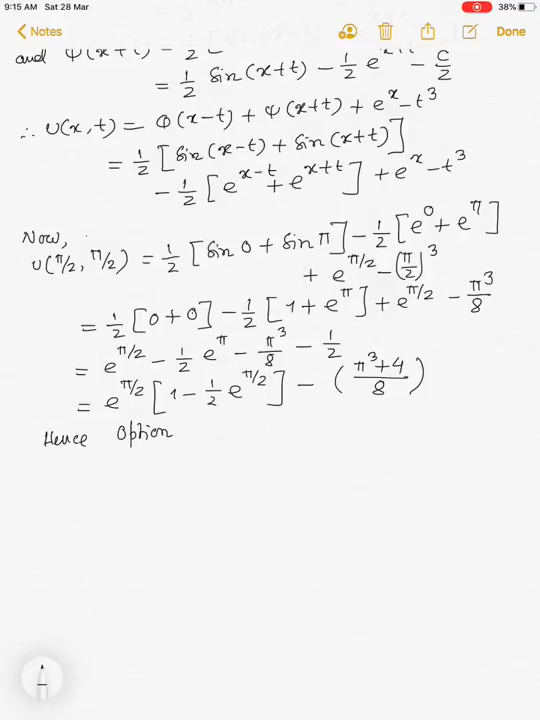 9:15 AM Sat 28 Mar 38%
Notes Done
and Ψ(x+t) = 
= 1/2 sin(x+t) - 1/2 e^(x+t) - c/2
∴ u(x,t) = Φ(x-t) + Ψ(x+t) + e^x - t^3
= 1/2 [sin(x-t) + sin(x+t)]
- 1/2 [e^(x-t) + e^(x+t)] + e^x - t^3
Now,
u(π/2, π/2) = 1/2 [sin 0 + sin π] - 1/2 [e^0 + e^π]
+ e^(π/2) - (π/2)^3
= 1/2 [0+0] - 1/2 [1 + e^π] + e^(π/2) - π^3/8
= e^(π/2) - 1/2 e^π - π^3/8 - 1/2
= e^(π/2) [1 - 1/2 e^(π/2)] - (π^3+4/8)
Hence Option